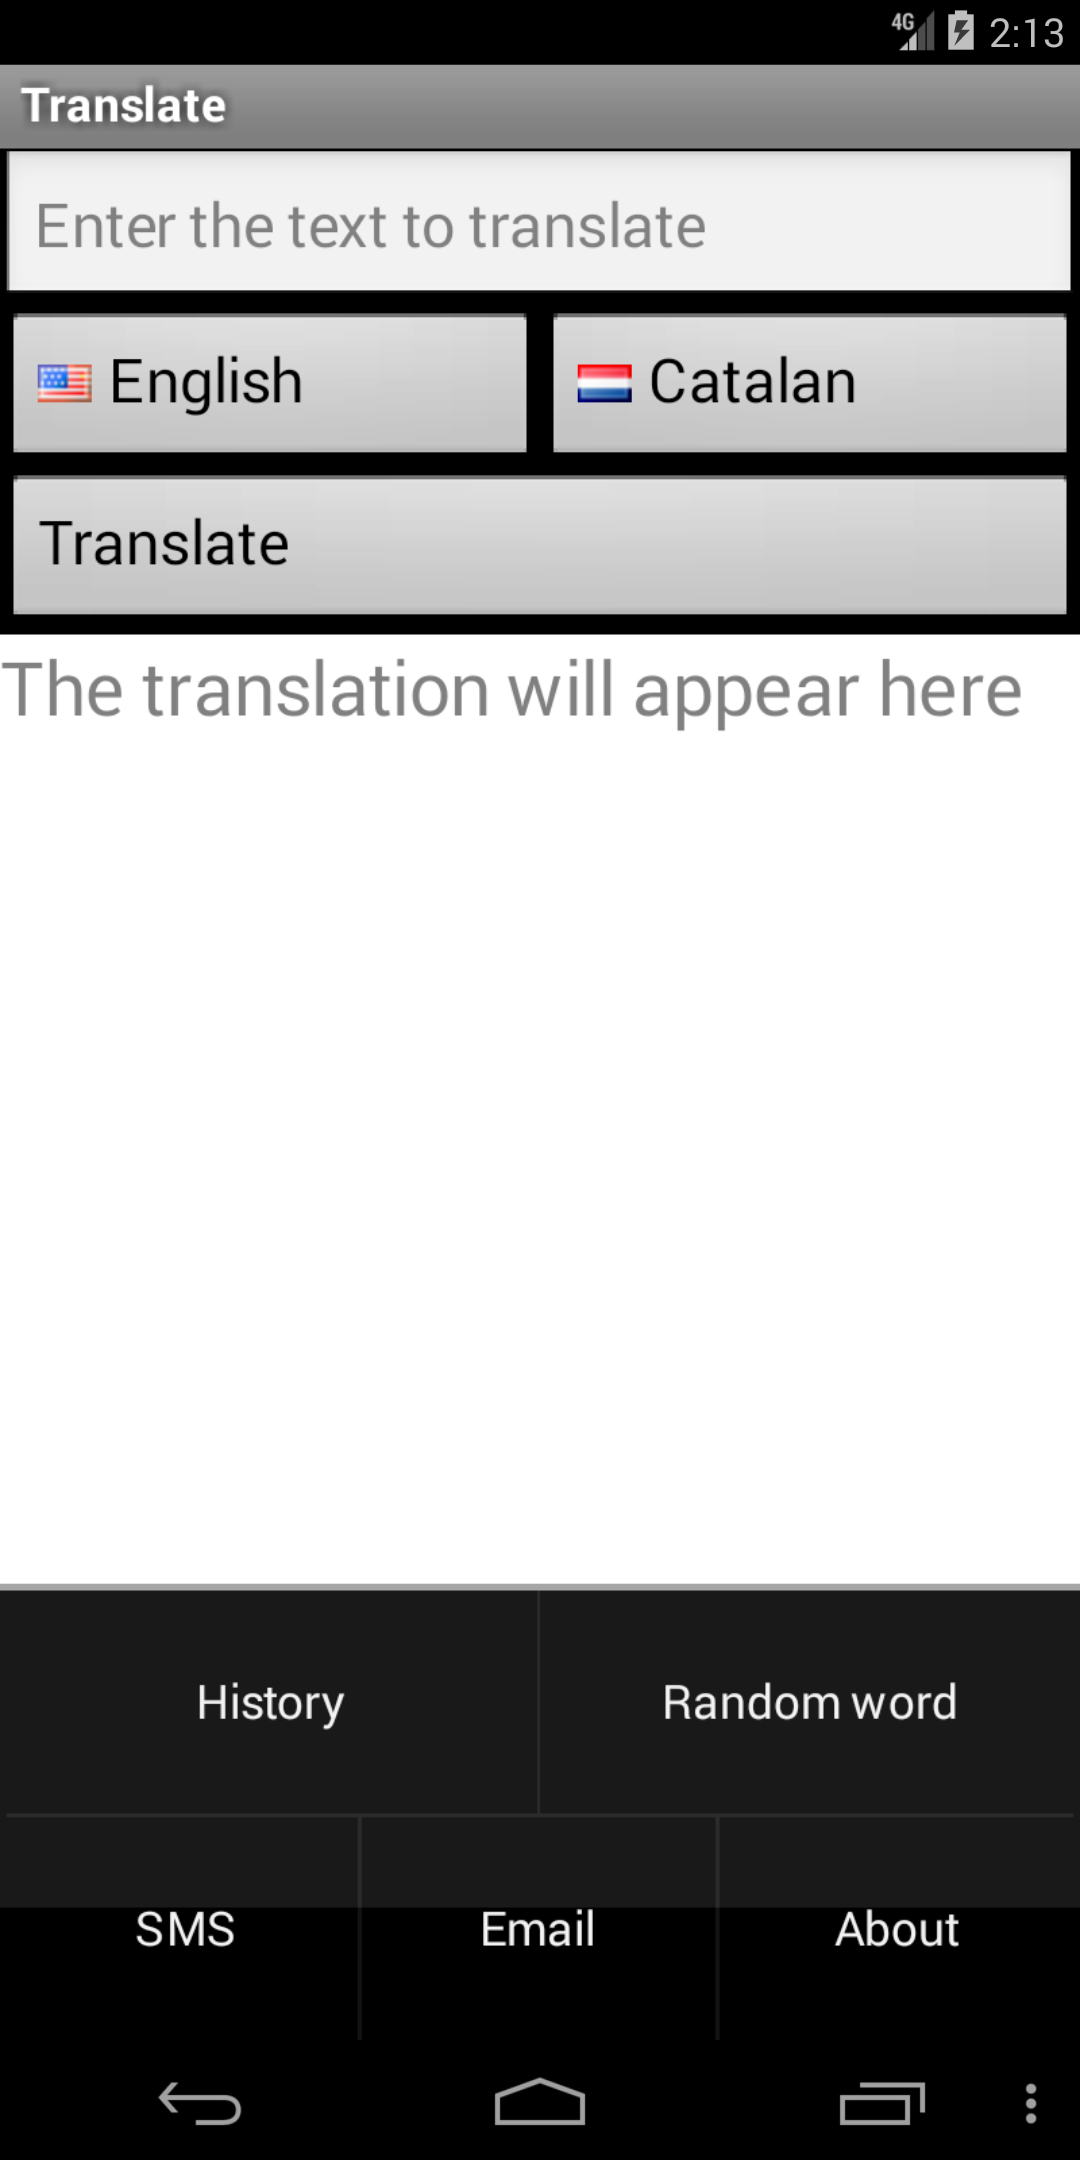 4G 2:13
Translate
Enter the text to translate
English Catalan
Translate
The translation will appear here
History Random word
SMS Email About